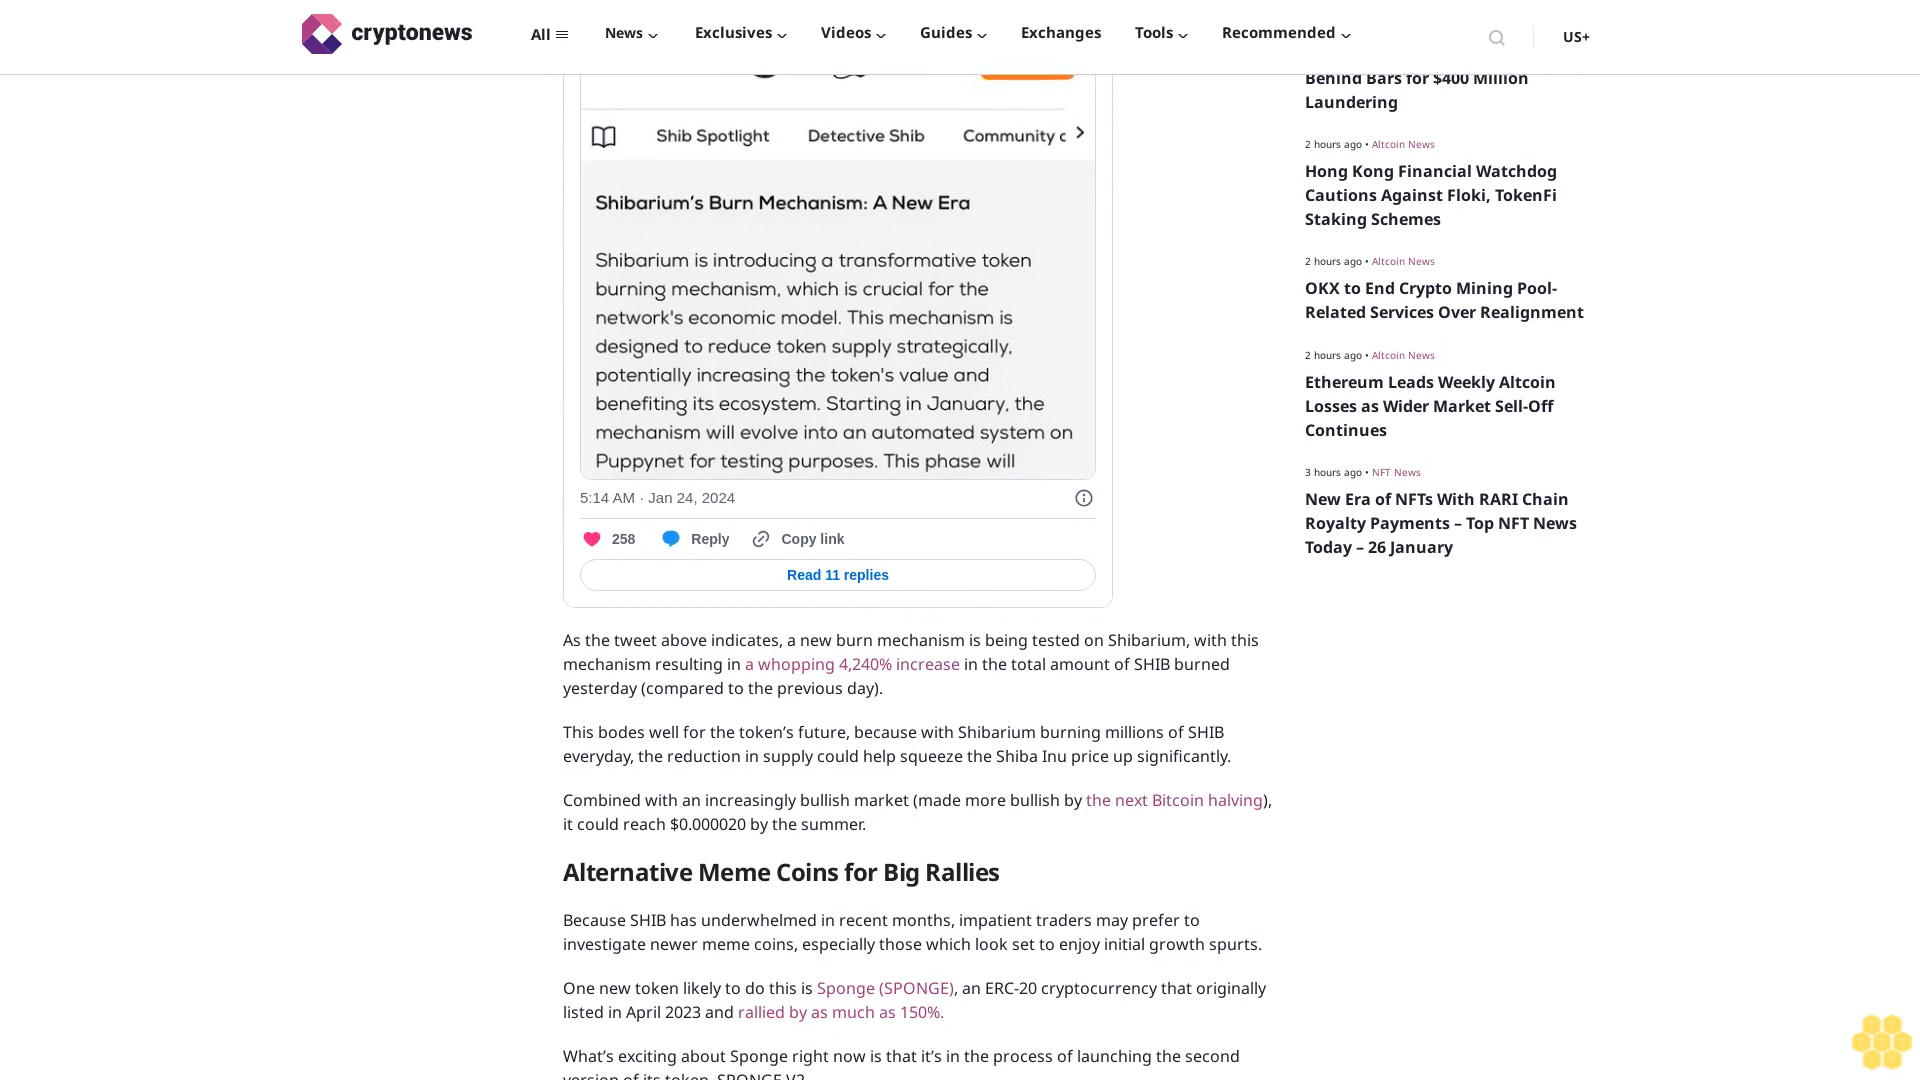 cryptonews
All
News
Exclusives
Videos
Guides
Exchanges
Tools
Recommended
US+
Shib Spotlight
Detective Shib
Community
Shibarium’s Burn Mechanism: A New Era
Shibarium is introducing a transformative token
burning mechanism, which is crucial for the
network's economic model. This mechanism is
designed to reduce token supply strategically,
potentially increasing the token's value and
benefiting its ecosystem. Starting in January, the
mechanism will evolve into an automated system on
Puppynet for testing purposes. This phase will
5:14 AM · Jan 24, 2024
258
Reply
Copy link
Read 11 replies
As the tweet above indicates, a new burn mechanism is being tested on Shibarium, with this
mechanism resulting in a whopping 4,240% increase in the total amount of SHIB burned
yesterday (compared to the previous day).
This bodes well for the token’s future, because with Shibarium burning millions of SHIB
everyday, the reduction in supply could help squeeze the Shiba Inu price up significantly.
Combined with an increasingly bullish market (made more bullish by the next Bitcoin halving),
it could reach $0.000020 by the summer.
Alternative Meme Coins for Big Rallies
Because SHIB has underwhelmed in recent months, impatient traders may prefer to
investigate newer meme coins, especially those which look set to enjoy initial growth spurts.
One new token likely to do this is Sponge (SPONGE), an ERC-20 cryptocurrency that originally
listed in April 2023 and rallied by as much as 150%.
What’s exciting about Sponge right now is that it’s in the process of launching the second
version of its token, SPONGE V2.
Behind Bars for $400 Million
Laundering
2 hours ago • Altcoin News
Hong Kong Financial Watchdog
Cautions Against Floki, TokenFi
Staking Schemes
2 hours ago • Altcoin News
OKX to End Crypto Mining Pool-
Related Services Over Realignment
2 hours ago • Altcoin News
Ethereum Leads Weekly Altcoin
Losses as Wider Market Sell-Off
Continues
3 hours ago • NFT News
New Era of NFTs With RARI Chain
Royalty Payments – Top NFT News
Today – 26 January